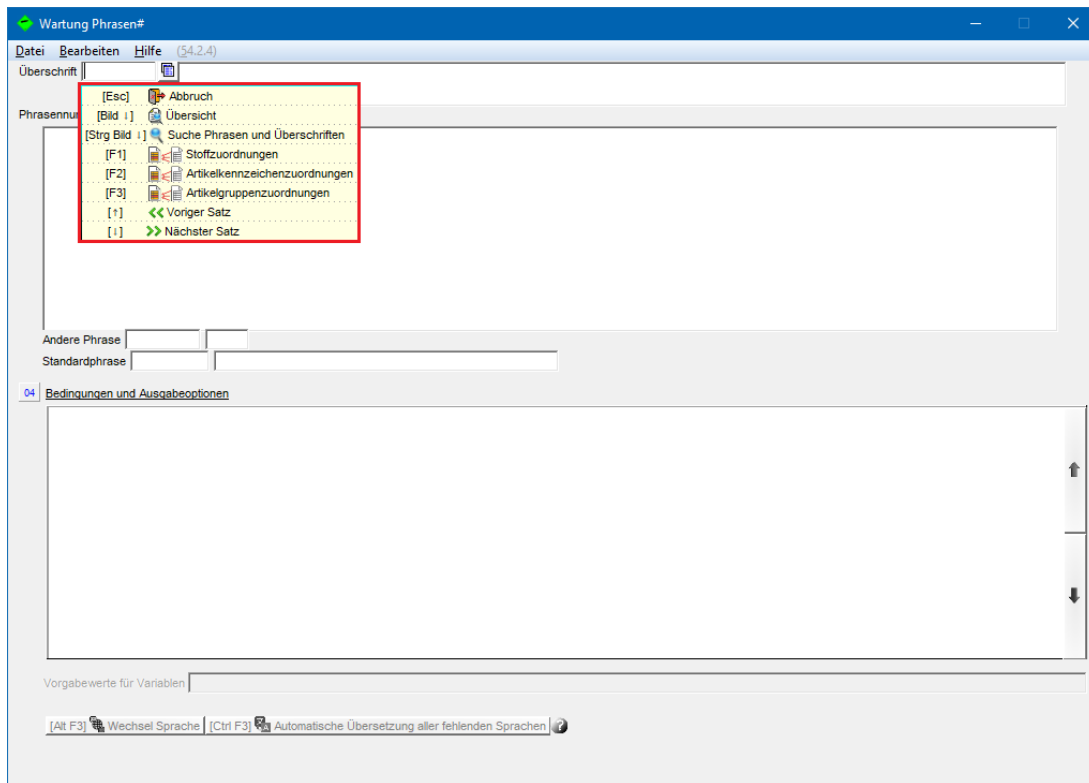 Wartung Phrasen#
Datei Bearbeiten Hilfe (54.2.4)
Überschrift
[Esc] Abbruch
Phrasennu [Bild ↓] Übersicht
[Strg Bild ↓] Suche Phrasen und Überschriften
[F1] Stoffzuordnungen
[F2] Artikelkennzeichenzuordnungen
[F3] Artikelgruppenzuordnungen
[↑] Voriger Satz
[↓] Nächster Satz
Andere Phrase
Standardphrase
04 Bedingungen und Ausgabeoptionen
Vorgabewerte für Variablen
[Alt F3] Wechsel Sprache [Ctrl F3] Automatische Übersetzung aller fehlenden Sprachen